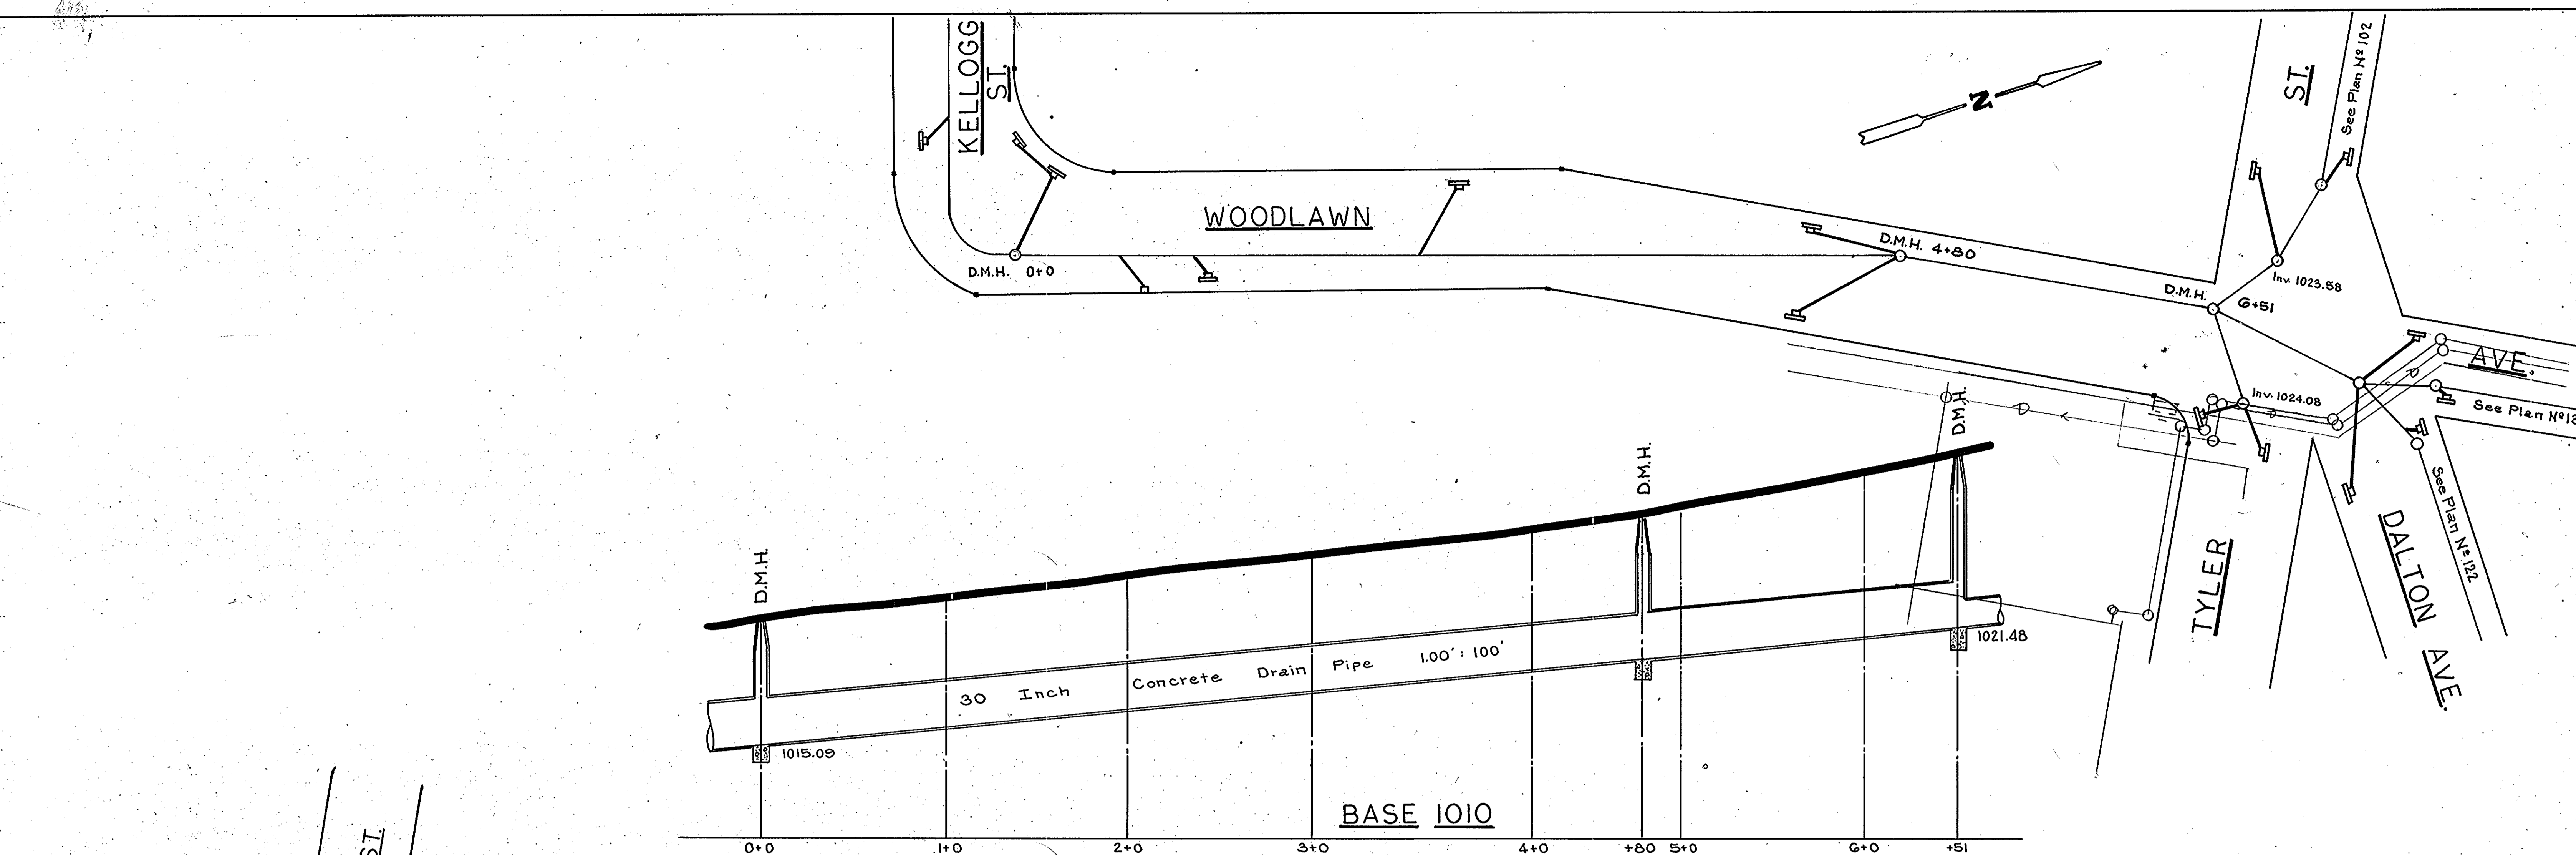 KELLOGG
ST.
N
ST.
See Plan Nº 102
WOODLAWN
D.M.H. 0+0
D.M.H. 4+80
Inv. 1023.58
D.M.H.
6+51
AVE.
Inv. 1024.08
See Plan Nº
See Plan Nº 122
DALTON AVE.
TYLER
D
D
D
D.M.H.
D.M.H.
D.M.H.
30 Inch Concrete Drain Pipe 1.00' : 100'
1021.48
1015.09
BASE 1010
0+0 1+0 2+0 3+0 4+0 +80 5+0 6+0 +51
ST.